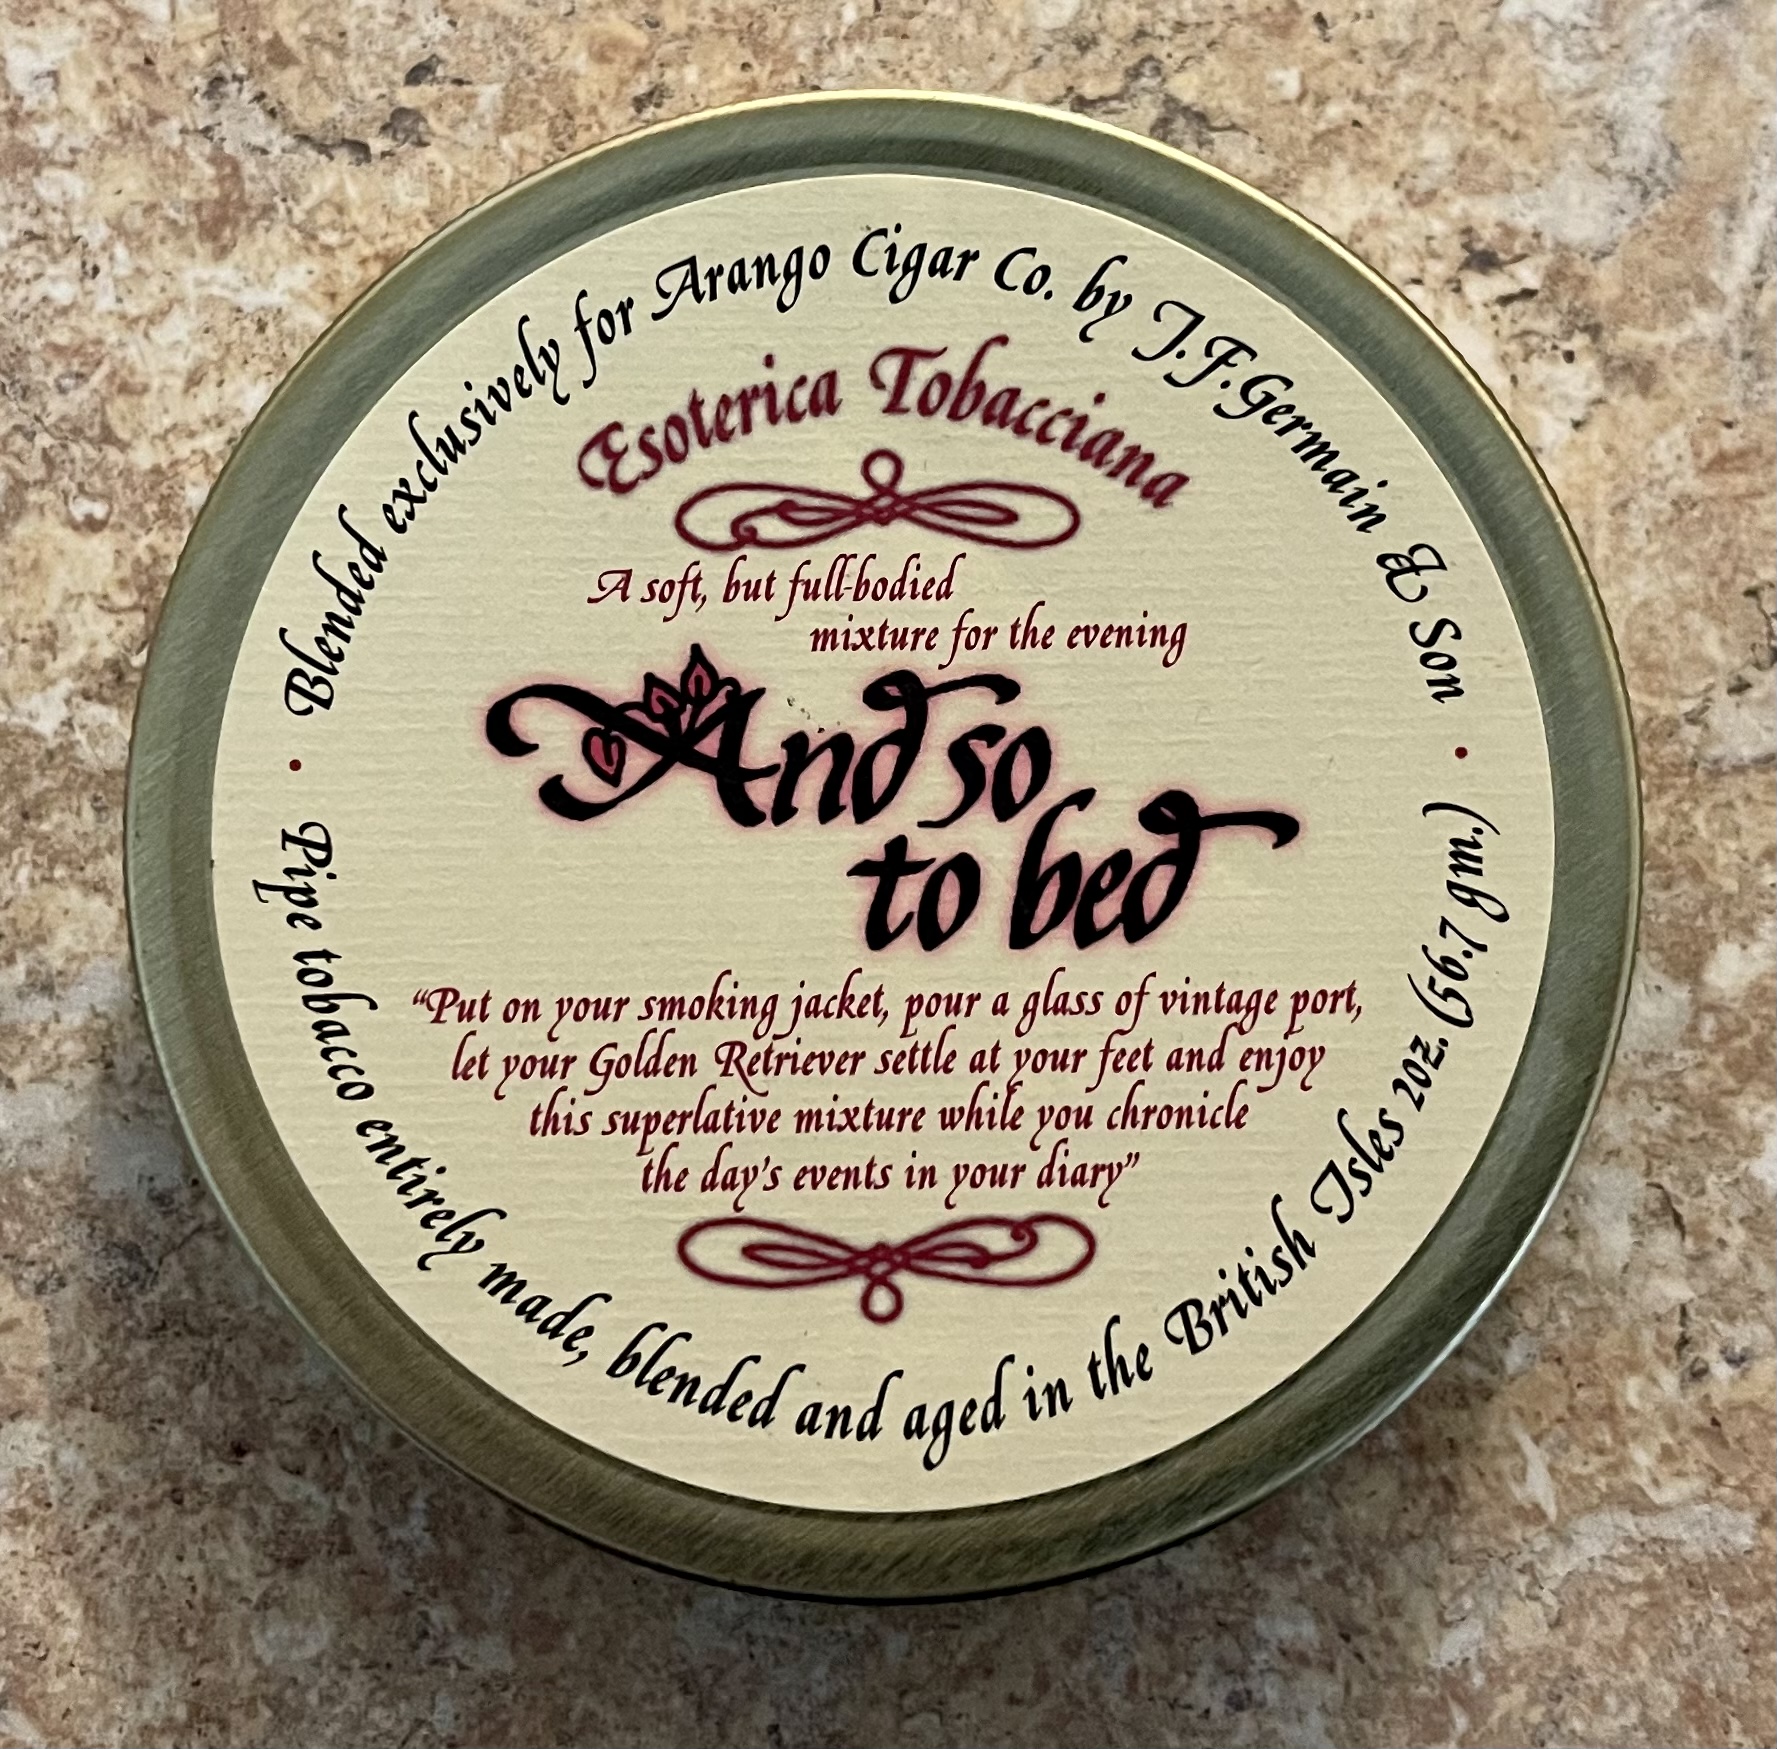 Blended exclusively for Arango Cigar Co. by J.F.Germain & Son
Esoterica Tobacciana
A soft, but full-bodied
mixture for the evening
And so
to bed
“Put on your smoking jacket, pour a glass of vintage port,
let your Golden Retriever settle at your feet and enjoy
this superlative mixture while you chronicle
the day's events in your diary”
Pipe tobacco entirely made, blended and aged in the British Isles 2oz. (56.7 gm.)